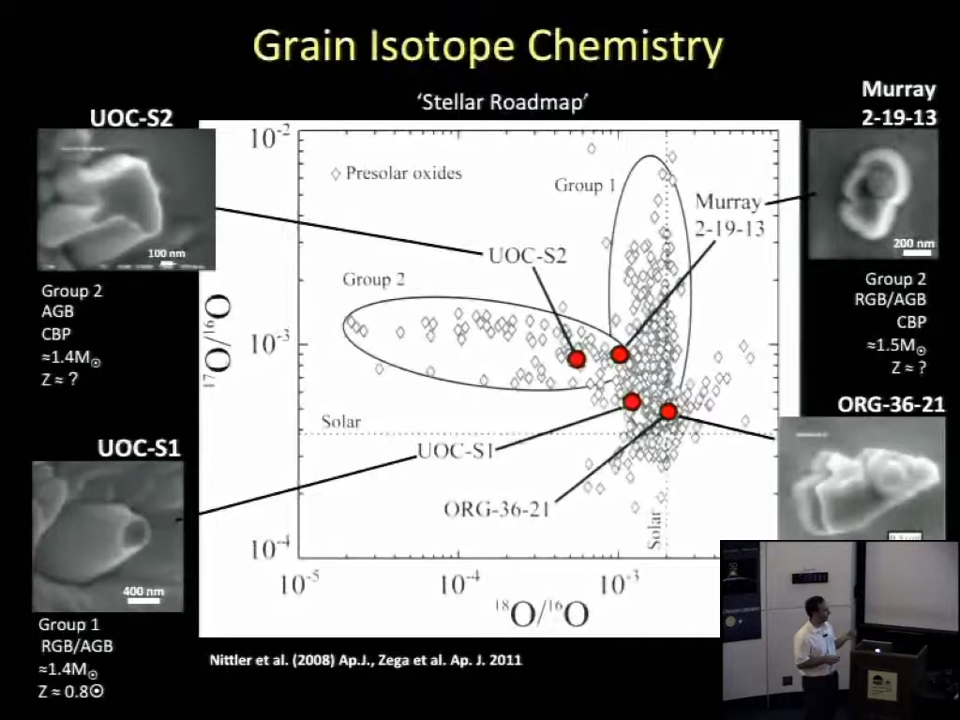 Grain Isotope Chemistry
'Stellar Roadmap'
UOC-S2
100 nm
Group 2
AGB
CBP
≈1.4M☉
Z ≈ ?
UOC-S1
400 nm
Group 1
RGB/AGB
≈1.4M☉
Z ≈ 0.8☉
10⁻²
10⁻³
10⁻⁴
¹⁷O/¹⁶O
◇ Presolar oxides
Group 1
Murray
2-19-13
UOC-S2
Group 2
Solar
UOC-S1
ORG-36-21
Solar
10⁻⁵
10⁻⁴
10⁻³
¹⁸O/¹⁶O
Nittler et al. (2008) Ap.J., Zega et al. Ap. J. 2011
Murray
2-19-13
200 nm
Group 2
RGB/AGB
CBP
≈1.5M☉
Z ≈ ?
ORG-36-21